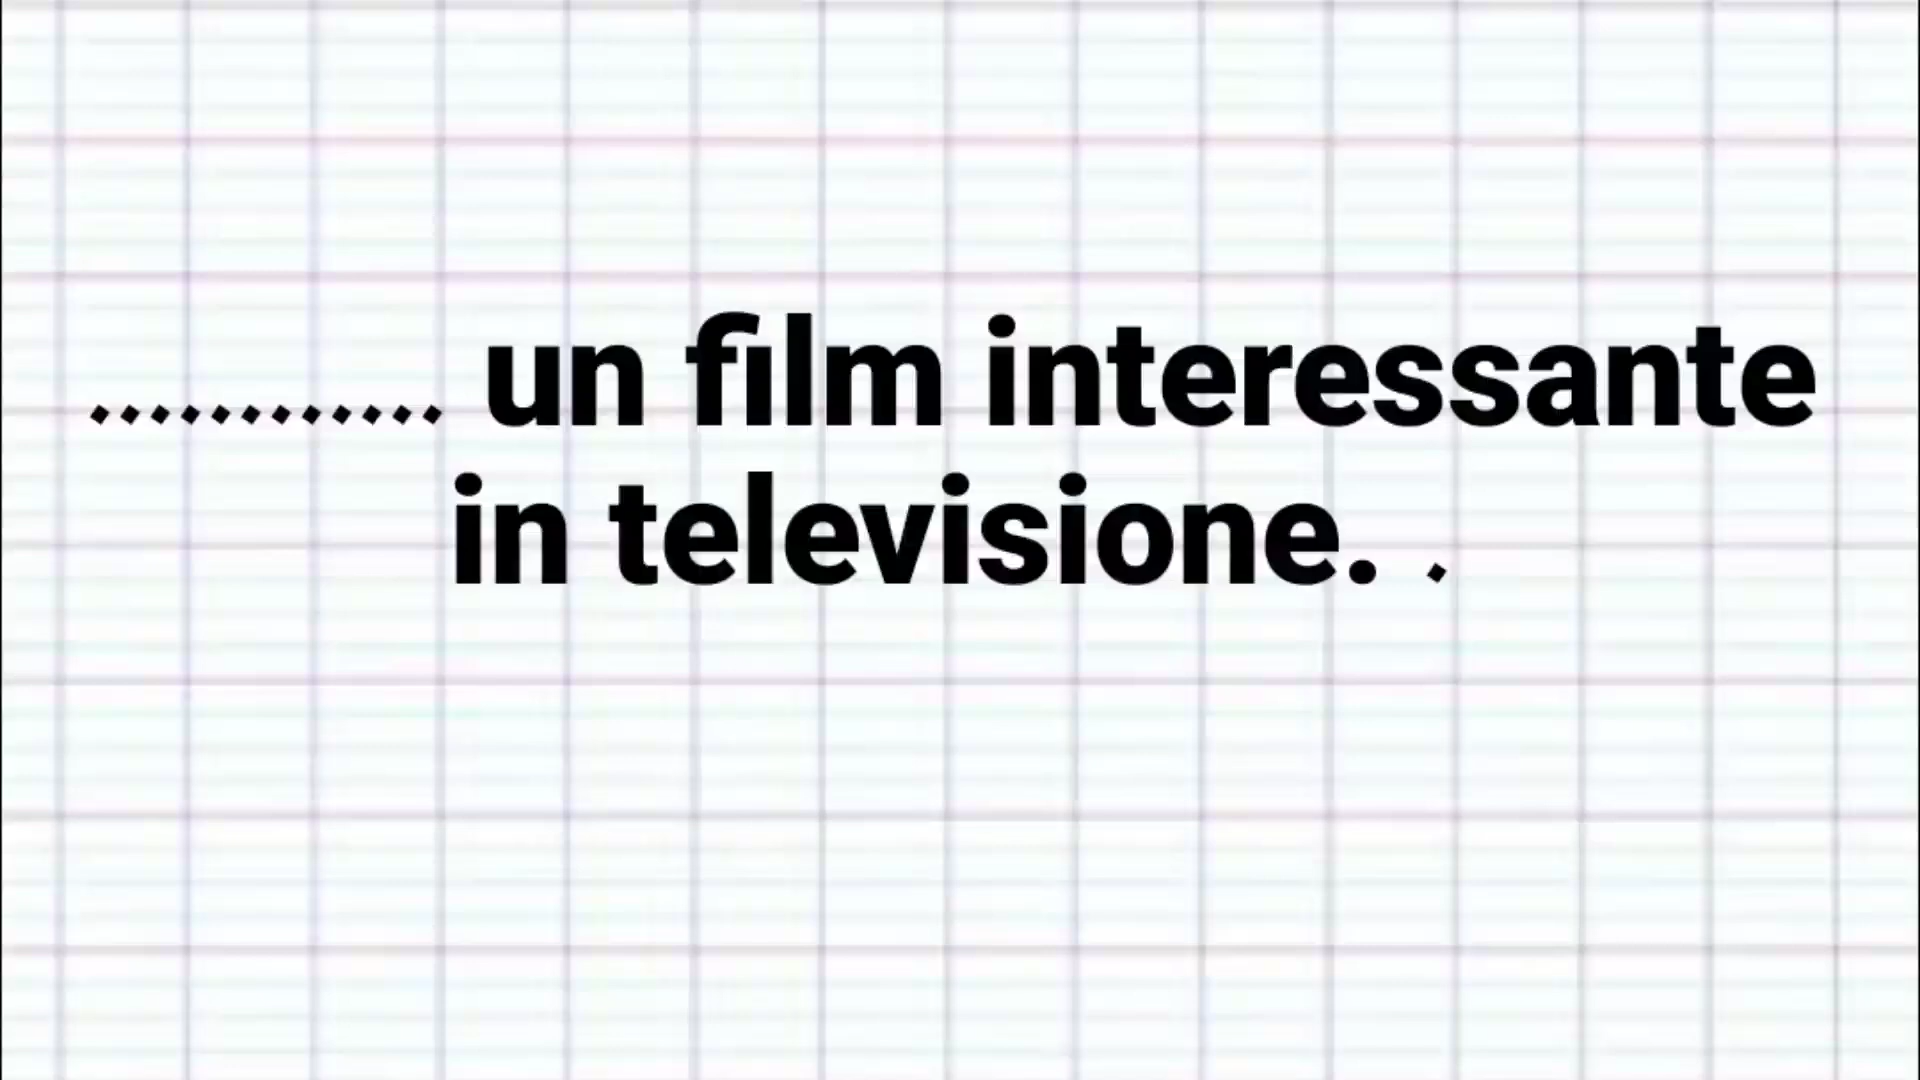 ............ un film interessante
in televisione. .